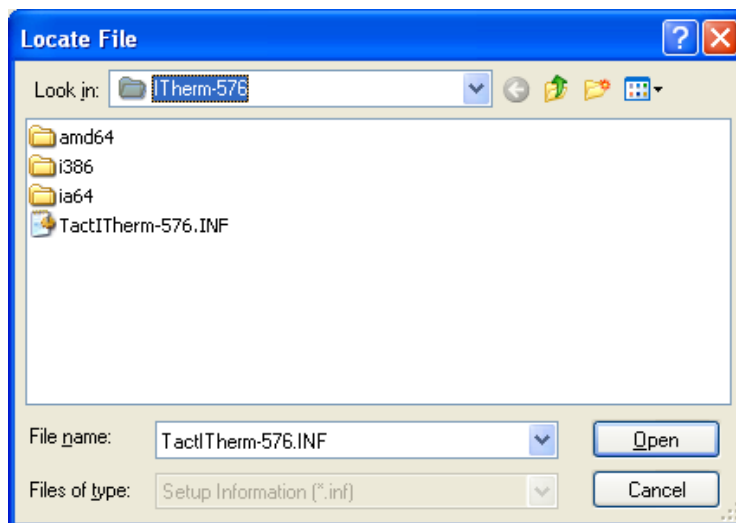 Locate File
Look in: ITherm-576
amd64
i386
ia64
TactITherm-576.INF
File name: TactITherm-576.INF Open
Files of type: Setup Information (*.inf) Cancel